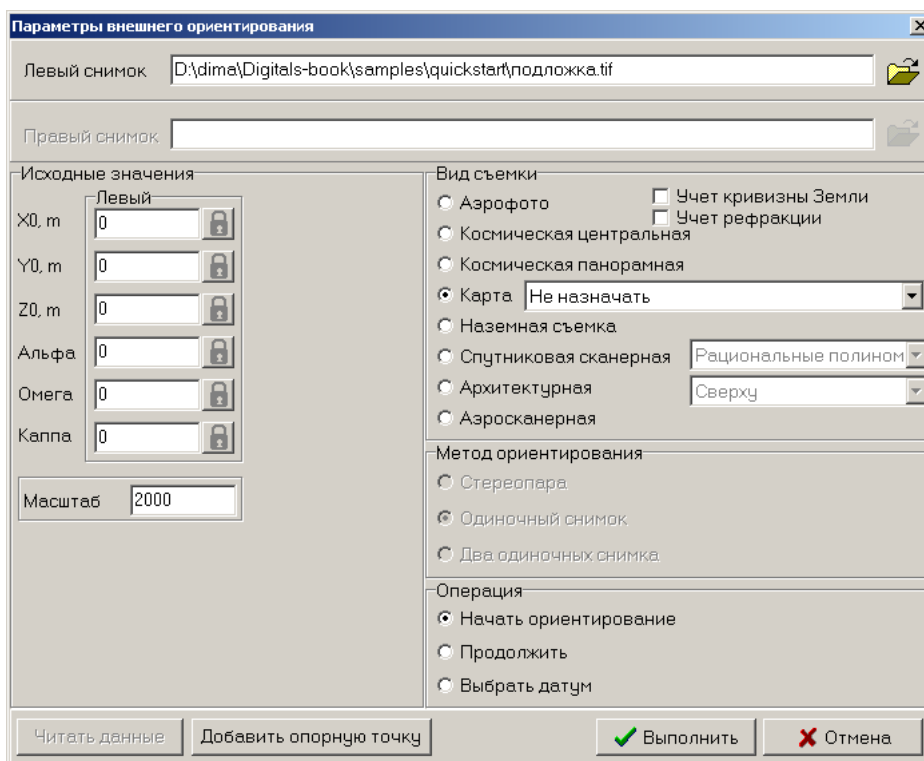 Параметры внешнего ориентирования
Левый снимок D:\dima\Digitals-book\samples\quickstart\подложка.tif
Правый снимок
Исходные значения
Левый
X0, m 0
Y0, m 0
Z0, m 0
Альфа 0
Омега 0
Каппа 0
Масштаб 2000
Вид съемки
Аэрофото
Учет кривизны Земли
Учет рефракции
Космическая центральная
Космическая панорамная
Карта Не назначать
Наземная съемка
Спутниковая сканерная Рациональные полином
Архитектурная Сверху
Аэросканерная
Метод ориентирования
Стереопара
Одиночный снимок
Два одиночных снимка
Операция
Начать ориентирование
Продолжить
Выбрать датум
Читать данные Добавить опорную точку Выполнить Отмена